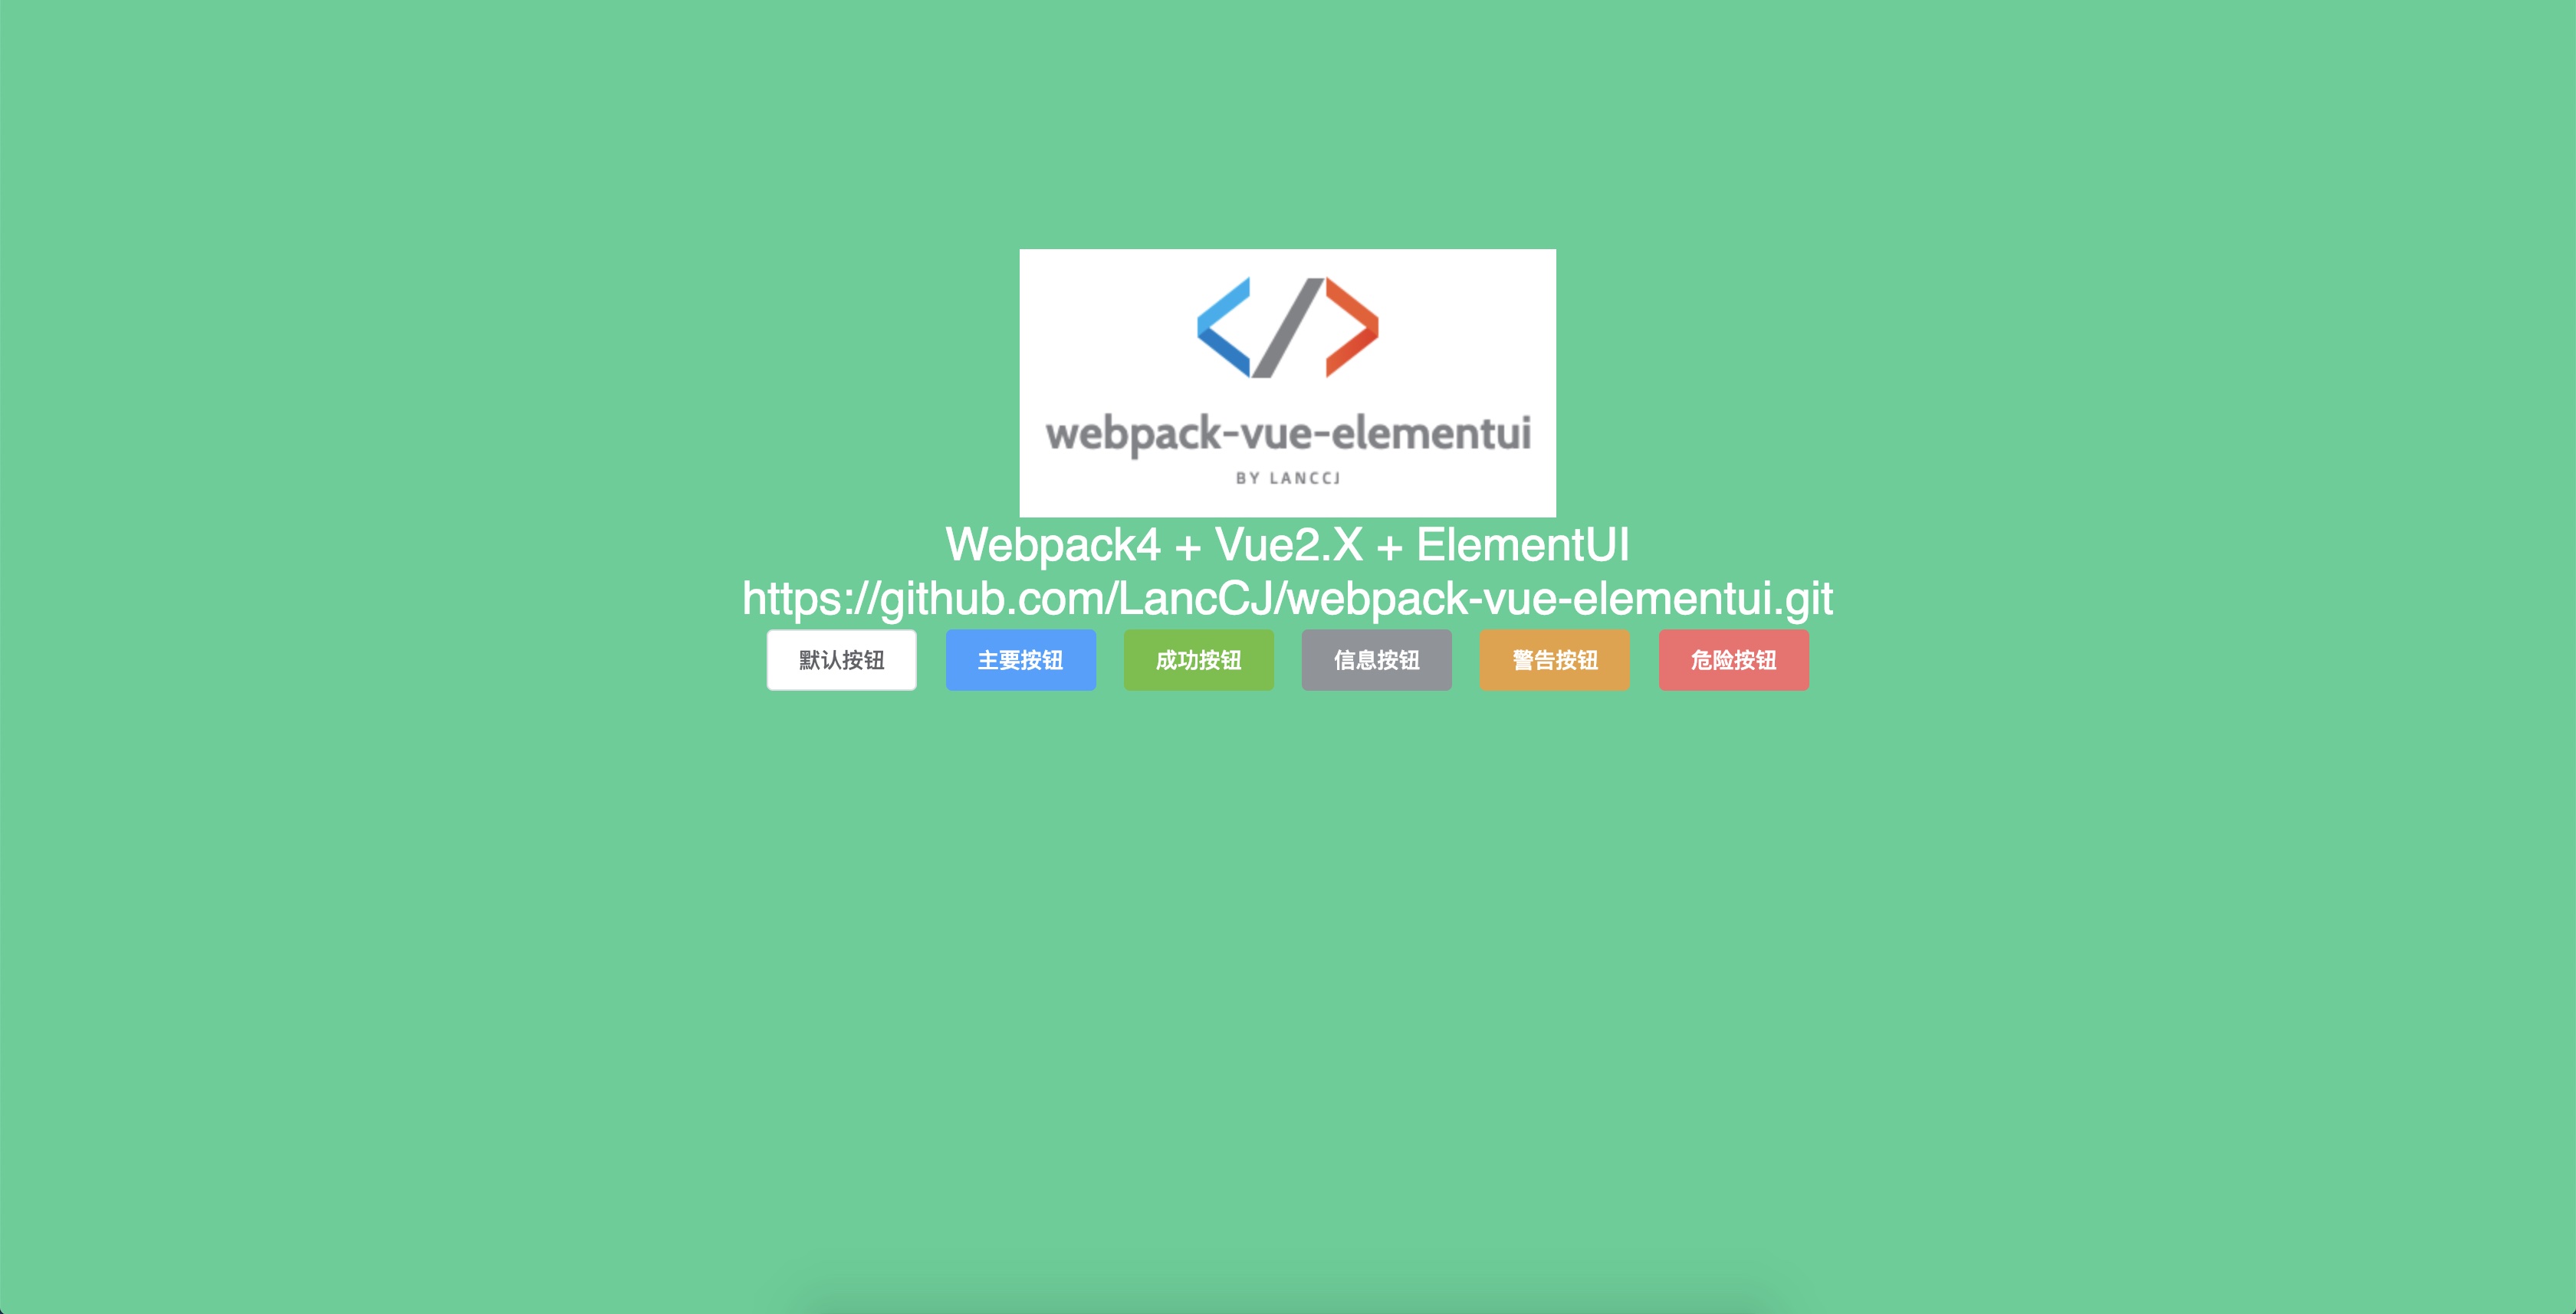 webpack-vue-elementui
BY LANCCJ
Webpack4 + Vue2.X + ElementUI
https://github.com/LancCJ/webpack-vue-elementui.git
默认按钮 主要按钮 成功按钮 信息按钮 警告按钮 危险按钮